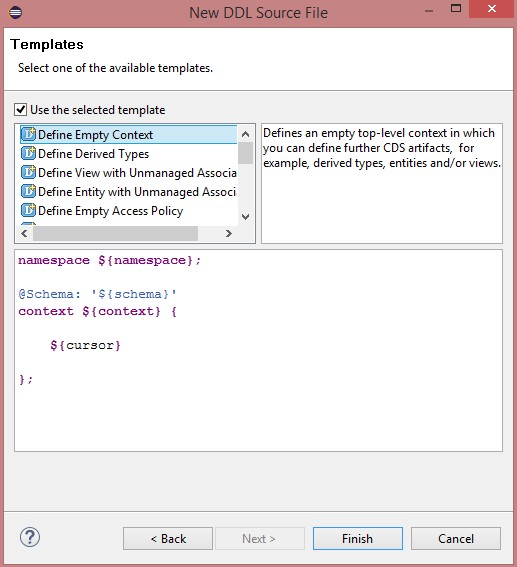 New DDL Source File
Templates
Select one of the available templates.
Use the selected template
Define Empty Context
Define Derived Types
Define View with Unmanaged Associa
Define Entity with Unmanaged Associa
Define Empty Access Policy
Defines an empty top-level context in which
you can define further CDS artifacts, for
example, derived types, entities and/or views.
namespace ${namespace};
@Schema: '${schema}'
context ${context} {
${cursor}
};
?
< Back
Next >
Finish
Cancel